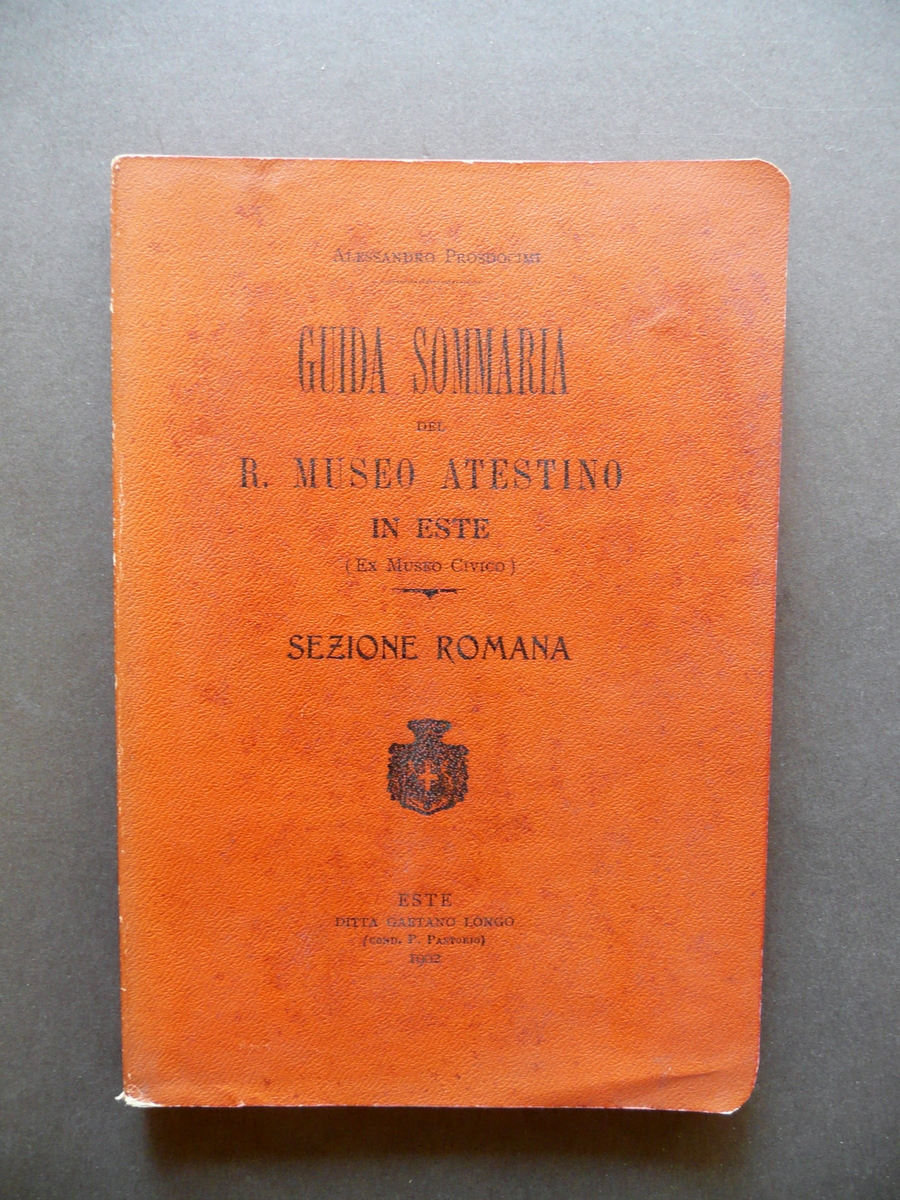 ALESSANDRO PROSDOCIMI
GUIDA SOMMARIA
DEL
R. MUSEO ATESTINO
IN ESTE
(EX MUSEO CIVICO)
SEZIONE ROMANA
ESTE
DITTA GAETANO LONGO
(COND. P. PASTORIO)
1902